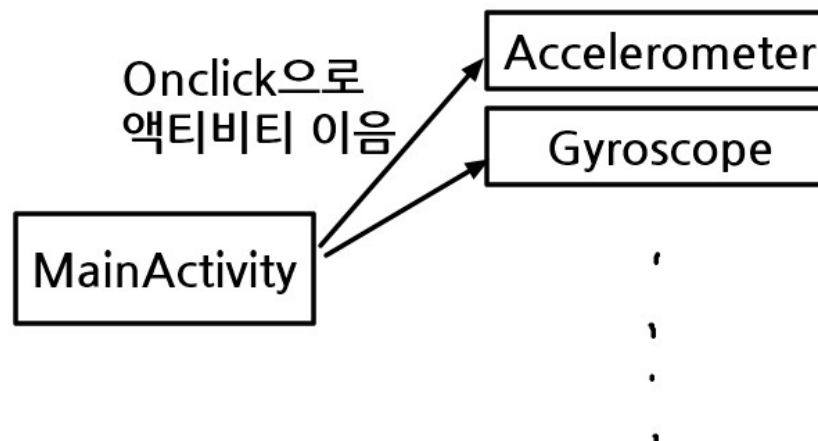 Onclick으로
액티비티 이음
Accelerometer
Gyroscope
MainActivity